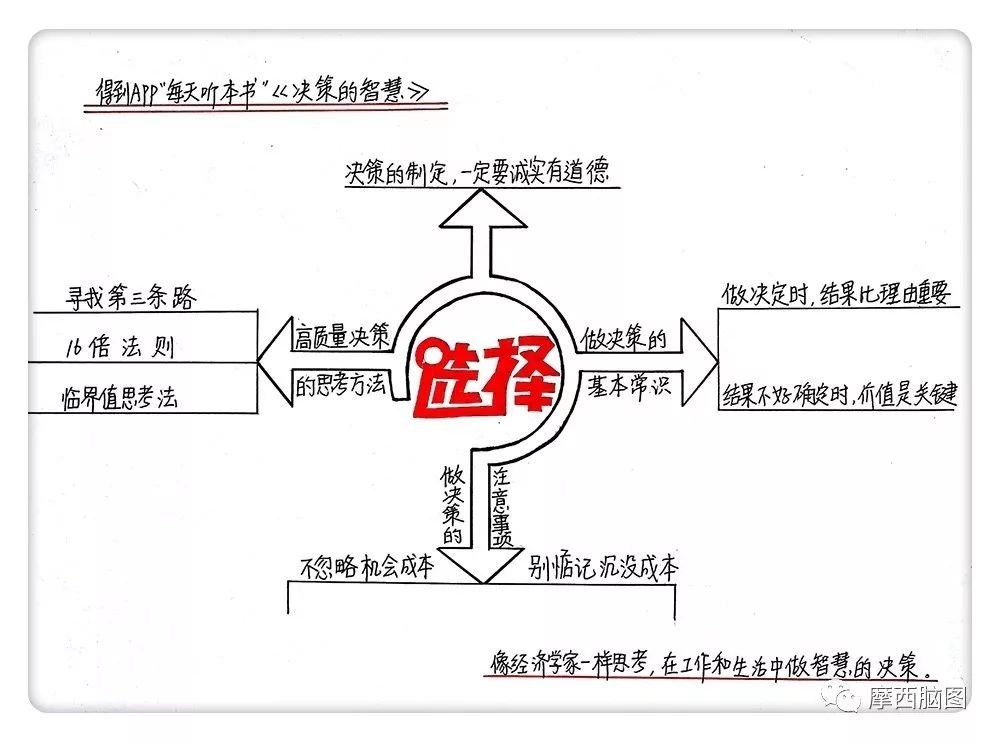 得到APP"每天听本书"《决策的智慧》
决策的制定，一定要诚实有道德
寻找第三条路
16倍法则
临界值思考法
高质量决策
的思考方法
选择
做决策的
基本常识
做决定时，结果比理由重要
结果不好确定时，价值是关键
做决策的
注意事项
不忽略机会成本
别惦记沉没成本
像经济学家一样思考，在工作和生活中做智慧的决策。
摩西脑图